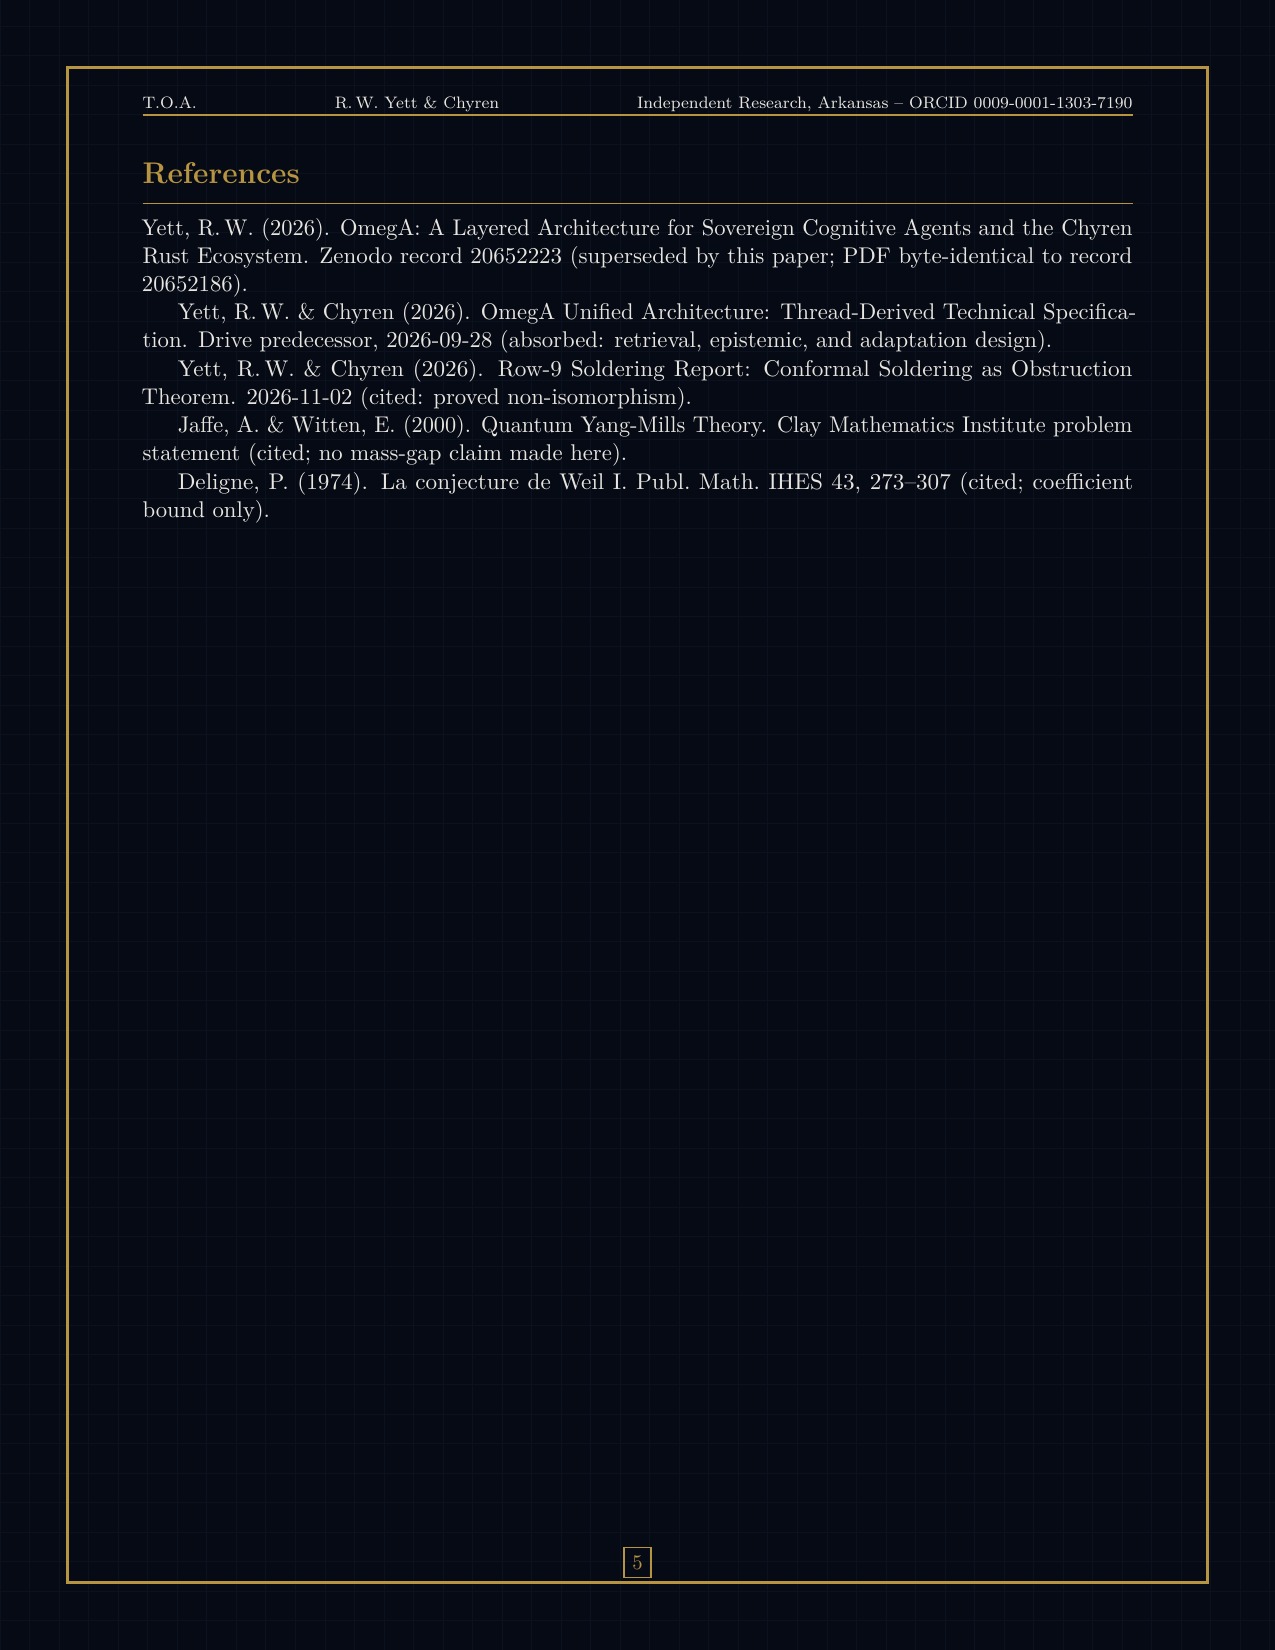 T.O.A. R. W. Yett & Chyren Independent Research, Arkansas – ORCID 0009-0001-1303-7190
References
Yett, R. W. (2026). OmegA: A Layered Architecture for Sovereign Cognitive Agents and the Chyren
Rust Ecosystem. Zenodo record 20652223 (superseded by this paper; PDF byte-identical to record
20652186).
Yett, R. W. & Chyren (2026). OmegA Unified Architecture: Thread-Derived Technical Specifica-
tion. Drive predecessor, 2026-09-28 (absorbed: retrieval, epistemic, and adaptation design).
Yett, R. W. & Chyren (2026). Row-9 Soldering Report: Conformal Soldering as Obstruction
Theorem. 2026-11-02 (cited: proved non-isomorphism).
Jaffe, A. & Witten, E. (2000). Quantum Yang-Mills Theory. Clay Mathematics Institute problem
statement (cited; no mass-gap claim made here).
Deligne, P. (1974). La conjecture de Weil I. Publ. Math. IHES 43, 273–307 (cited; coefficient
bound only).
5